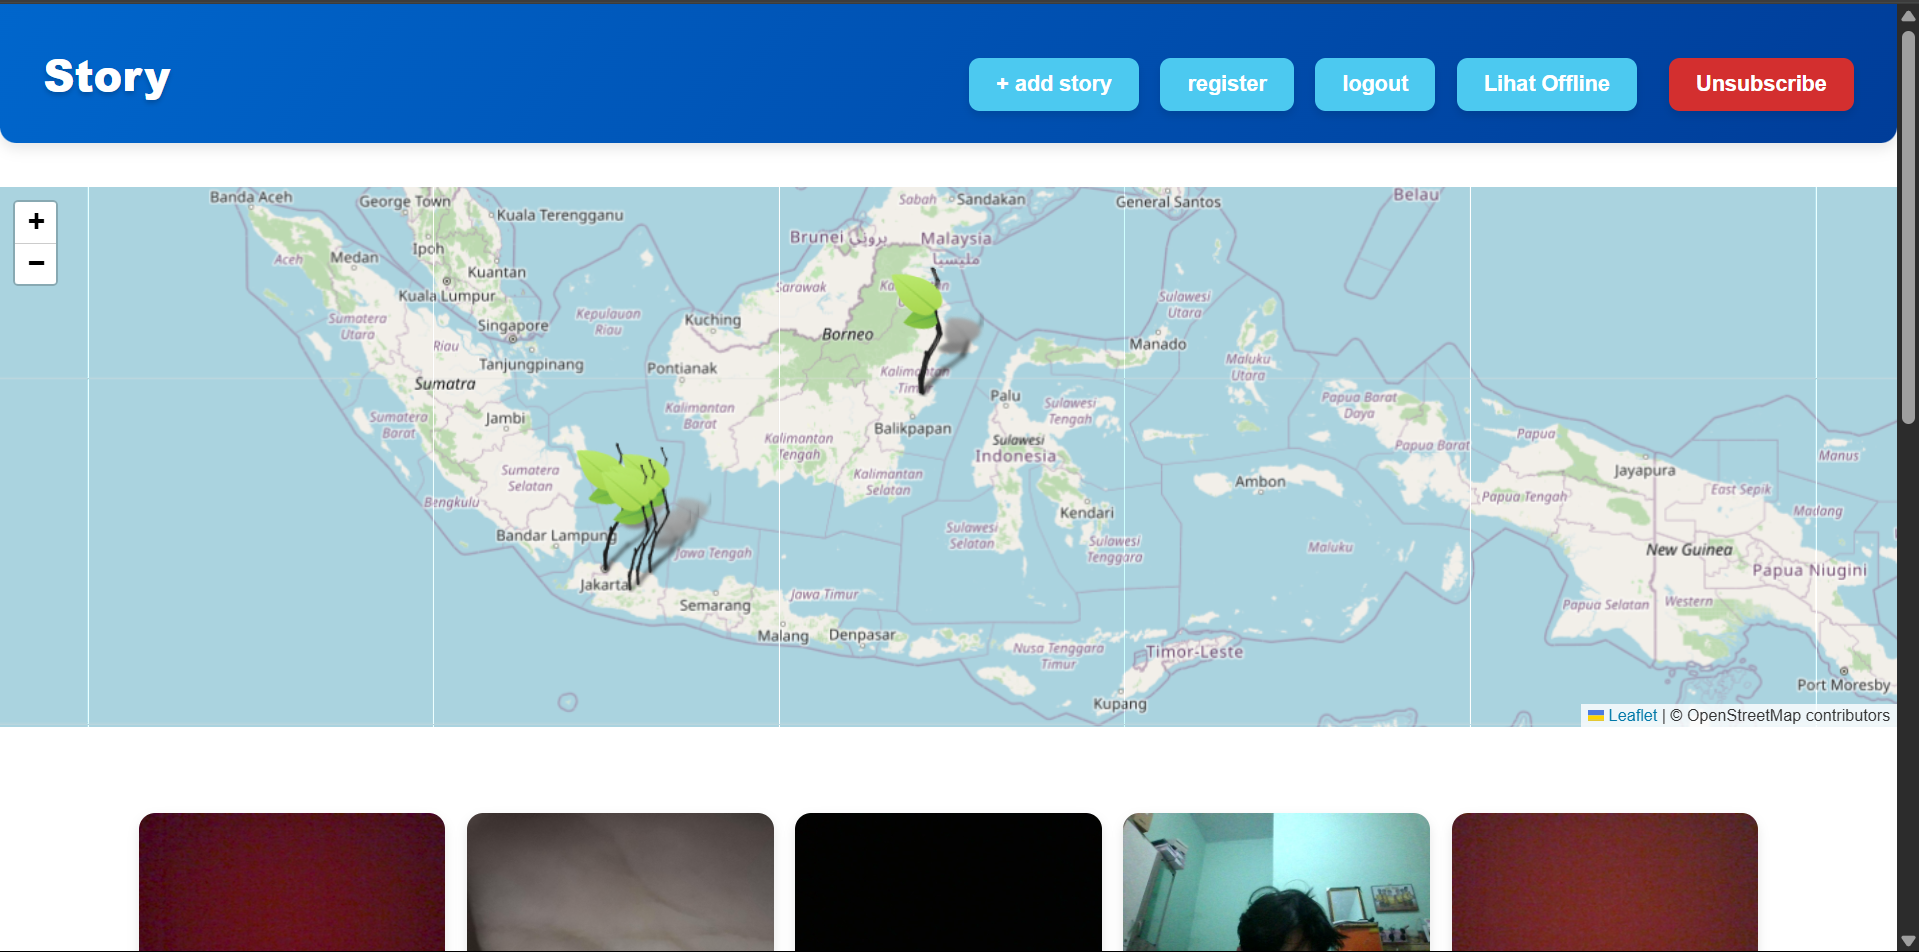 Story
+ add story
register
logout
Lihat Offline
Unsubscribe
+
−
Banda Aceh
George Town
Kuala Terengganu
Sabah
Sandakan
General Santos
Belau
Ipoh
Brunei بروني
Malaysia
مليسيا
Aceh
Medan
Kuantan
Kuala Lumpur
Sarawak
Sumatera
Utara
Kepulauan
Riau
Kuching
Sulawesi
Utara
Singapore
Riau
Borneo
Manado
Tanjungpinang
Pontianak
Maluku
Utara
Sumatra
Kalimantan
Tim
Palu
Papua Barat
Daya
Sumatera
Barat
Jambi
Kalimantan
Barat
Balikpapan
Sulawesi
Tengah
Papua Barat
Papua
Kalimantan
Tengah
Sulawesi
Indonesia
Manus
Sumatera
Selatan
Kalimantan
Selatan
Ambon
Jayapura
Bengkulu
Papua Tengah
East Sepik
Kendari
Madang
Bandar Lampung
Sulawesi
Selatan
Jawa Tengah
Sulawesi
Tenggara
Maluku
New Guinea
Papua Niugini
Jakarta
Semarang
Jawa Timur
Papua Selatan
Western
Malang
Denpasar
Nusa Tenggara
Timur
Timor-Leste
Kupang
Port Moresby
Leaflet | © OpenStreetMap contributors